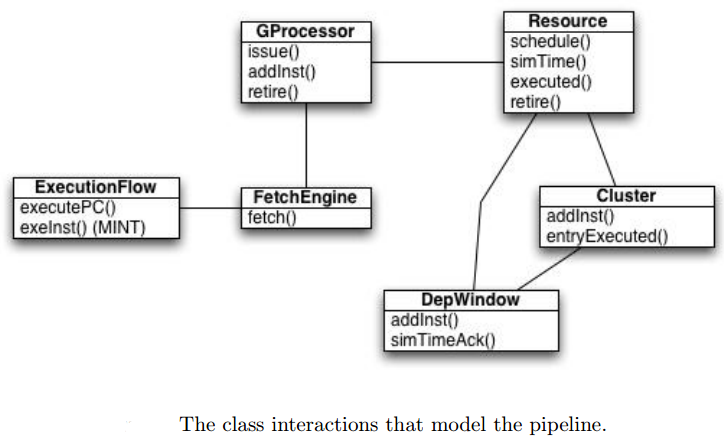 GProcessor
issue()
addInst()
retire()
Resource
schedule()
simTime()
executed()
retire()
ExecutionFlow
executePC()
exeInst() (MINT)
FetchEngine
fetch()
Cluster
addInst()
entryExecuted()
DepWindow
addInst()
simTimeAck()
The class interactions that model the pipeline.